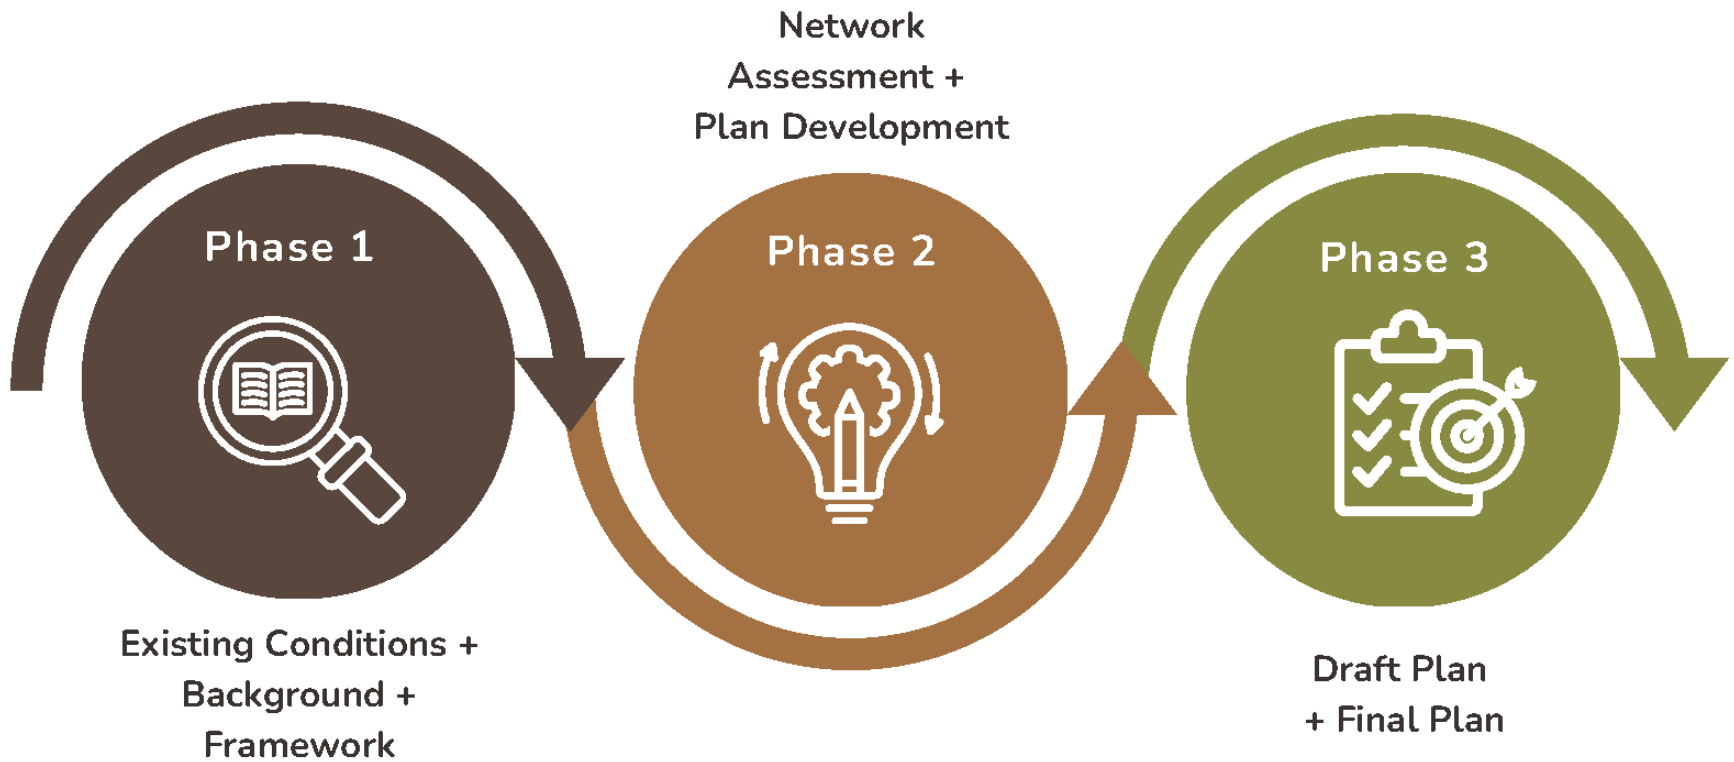 Phase 1
Existing Conditions +
Background +
Framework
Network
Assessment +
Plan Development
Phase 2
Phase 3
Draft Plan
+ Final Plan